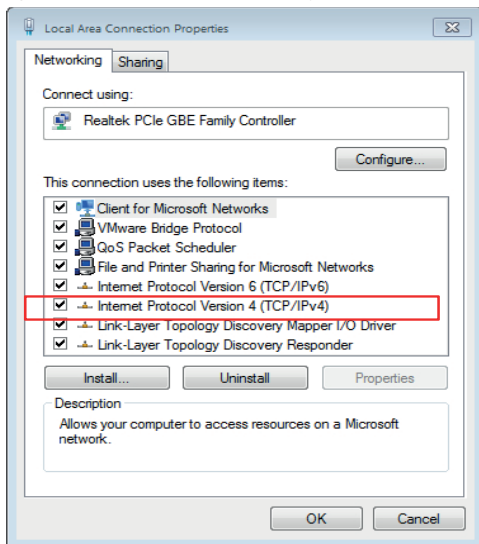 Local Area Connection Properties
Networking
Sharing
Connect using:
Realtek PCIe GBE Family Controller
Configure...
This connection uses the following items:
Client for Microsoft Networks
VMware Bridge Protocol
QoS Packet Scheduler
File and Printer Sharing for Microsoft Networks
Internet Protocol Version 6 (TCP/IPv6)
Internet Protocol Version 4 (TCP/IPv4)
Link-Layer Topology Discovery Mapper I/O Driver
Link-Layer Topology Discovery Responder
Install...
Uninstall
Properties
Description
Allows your computer to access resources on a Microsoft
network.
OK
Cancel